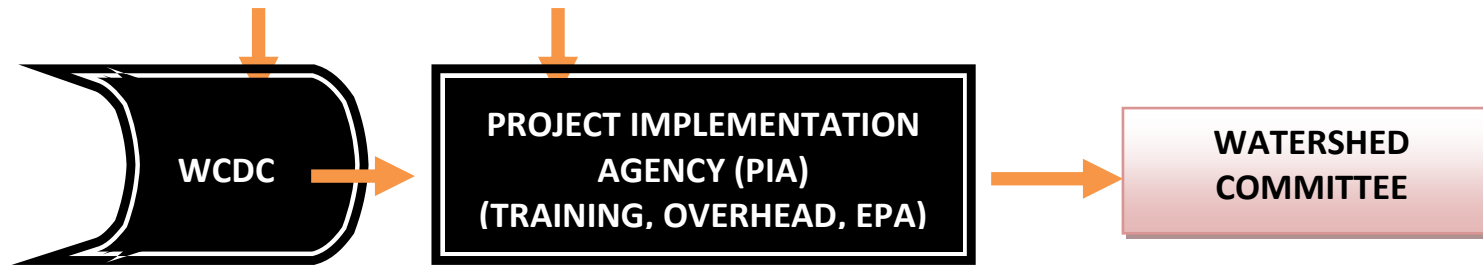 WCDC
PROJECT IMPLEMENTATION
AGENCY (PIA)
(TRAINING, OVERHEAD, EPA)
WATERSHED
COMMITTEE